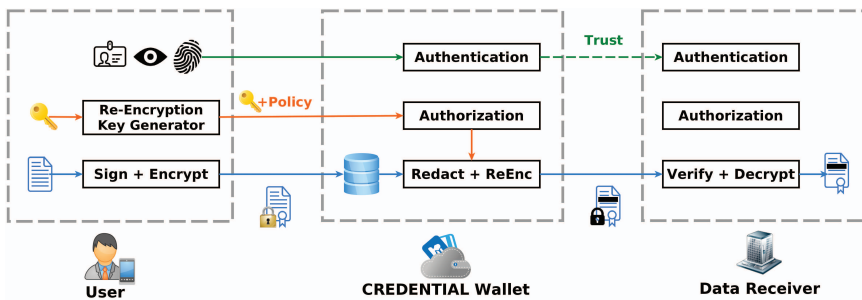 Authentication
Trust
Authentication
Re-Encryption
Key Generator
+Policy
Authorization
Authorization
Sign + Encrypt
Redact + ReEnc
Verify + Decrypt
User
CREDENTIAL Wallet
Data Receiver